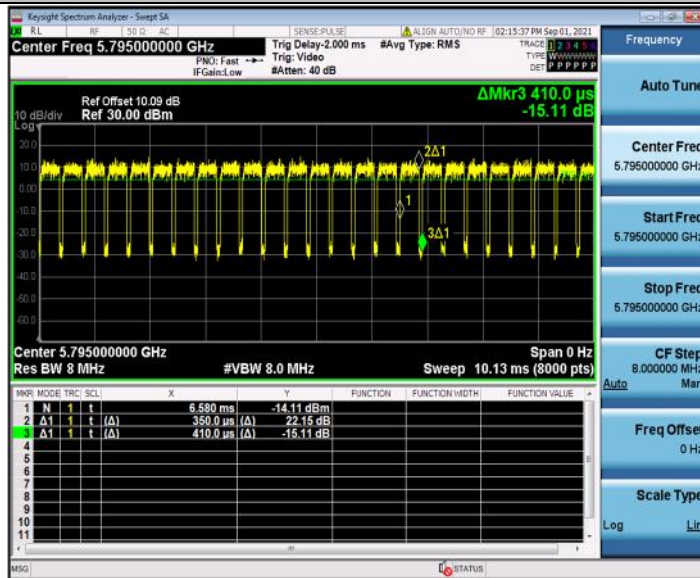 Keysight Spectrum Analyzer - Swept SA
RL RF 50 Ω AC SENSE:PULSE ALIGN AUTO/NO RF 02:15:37 PM Sep 01, 2021
Center Freq 5.795000000 GHz
PNO: Fast
IFGain:Low
Trig Delay-2.000 ms
Trig: Video
#Atten: 40 dB
#Avg Type: RMS
TRACE 1 2 3 4 5 6
TYPE
DET P P P P P P
Frequency
Auto Tune
Center Freq
5.795000000 GHz
Start Freq
5.795000000 GHz
Stop Freq
5.795000000 GHz
CF Step
8.000000 MHz
Auto Man
Freq Offset
0 Hz
Scale Type
Log Lin
ΔMkr3 410.0 µs
-15.11 dB
Ref Offset 10.09 dB
10 dB/div Ref 30.00 dBm
Log
20.0
10.0
0.00
-10.0
-20.0
-30.0
-40.0
-50.0
-60.0
2Δ1
1
3Δ1
Center 5.795000000 GHz Span 0 Hz
Res BW 8 MHz #VBW 8.0 MHz Sweep 10.13 ms (8000 pts)
MKR MODE TRC SCL X Y FUNCTION FUNCTION WIDTH FUNCTION VALUE
1 N 1 t 6.580 ms -14.11 dBm
2 Δ1 1 t (Δ) 350.0 µs (Δ) 22.15 dB
3 Δ1 1 t (Δ) 410.0 µs (Δ) -15.11 dB
4
5
6
7
8
9
10
11
MSG STATUS